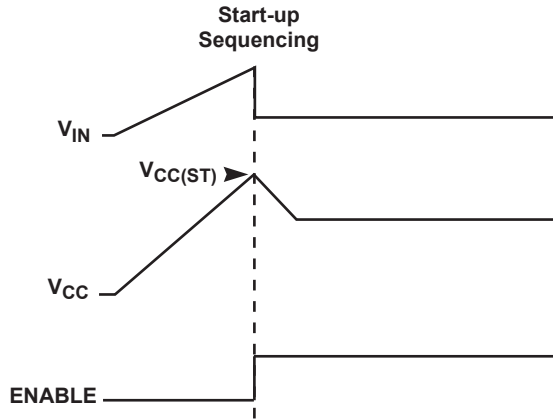 Start-up
Sequencing
VIN
VCC(ST)
VCC
ENABLE